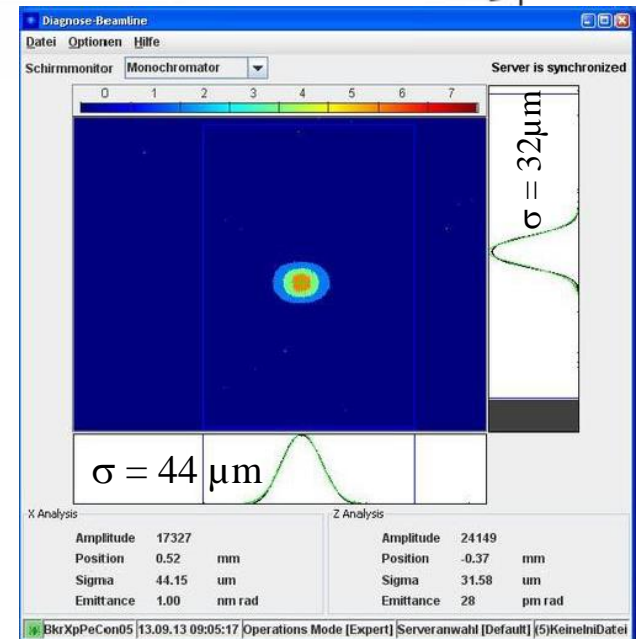 Diagnose-Beamline
Datei Optionen Hilfe
Schirmmonitor Monochromator Server is synchronized
0 1 2 3 4 5 6 7
σ = 32µm
σ = 44 µm
X Analysis
Amplitude 17327
Position 0.52 mm
Sigma 44.15 um
Emittance 1.00 nm rad
Z Analysis
Amplitude 24149
Position -0.37 mm
Sigma 31.58 um
Emittance 28 pm rad
BkrXpPeCon05 13.09.13 09:05:17 Operations Mode [Expert] Serveranwahl [Default] (5)KeineIniDatei